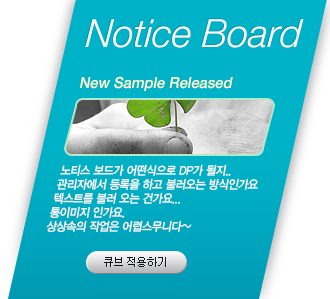 Notice Board
New Sample Released
노티스 보드가 어떤식으로 DP가 될지..
관리자에서 등록을 하고 불러오는 방식인가요
텍스트를 불러 오는 건가요...
통이미지 인가요.
상상속의 작업은 어렵스무니다~
큐브 적용하기